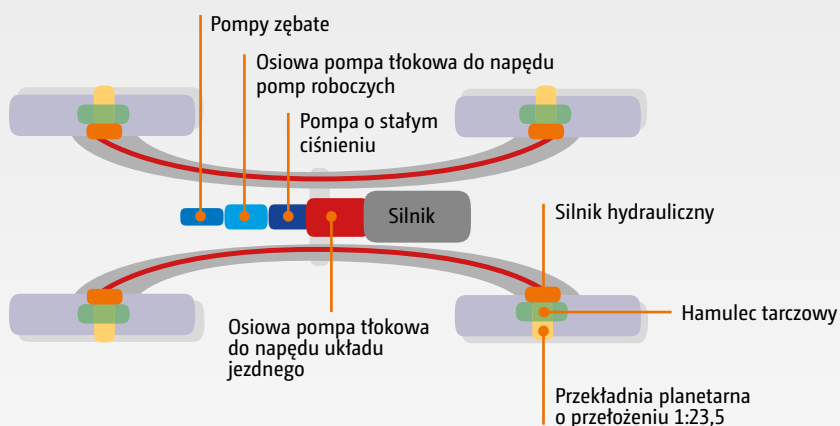 Pompy zębate
Osiowa pompa tłokowa do napędu
pomp roboczych
Pompa o stałym
ciśnieniu
Silnik
Silnik hydrauliczny
Hamulec tarczowy
Osiowa pompa tłokowa
do napędu układu
jezdnego
Przekładnia planetarna
o przełożeniu 1:23,5